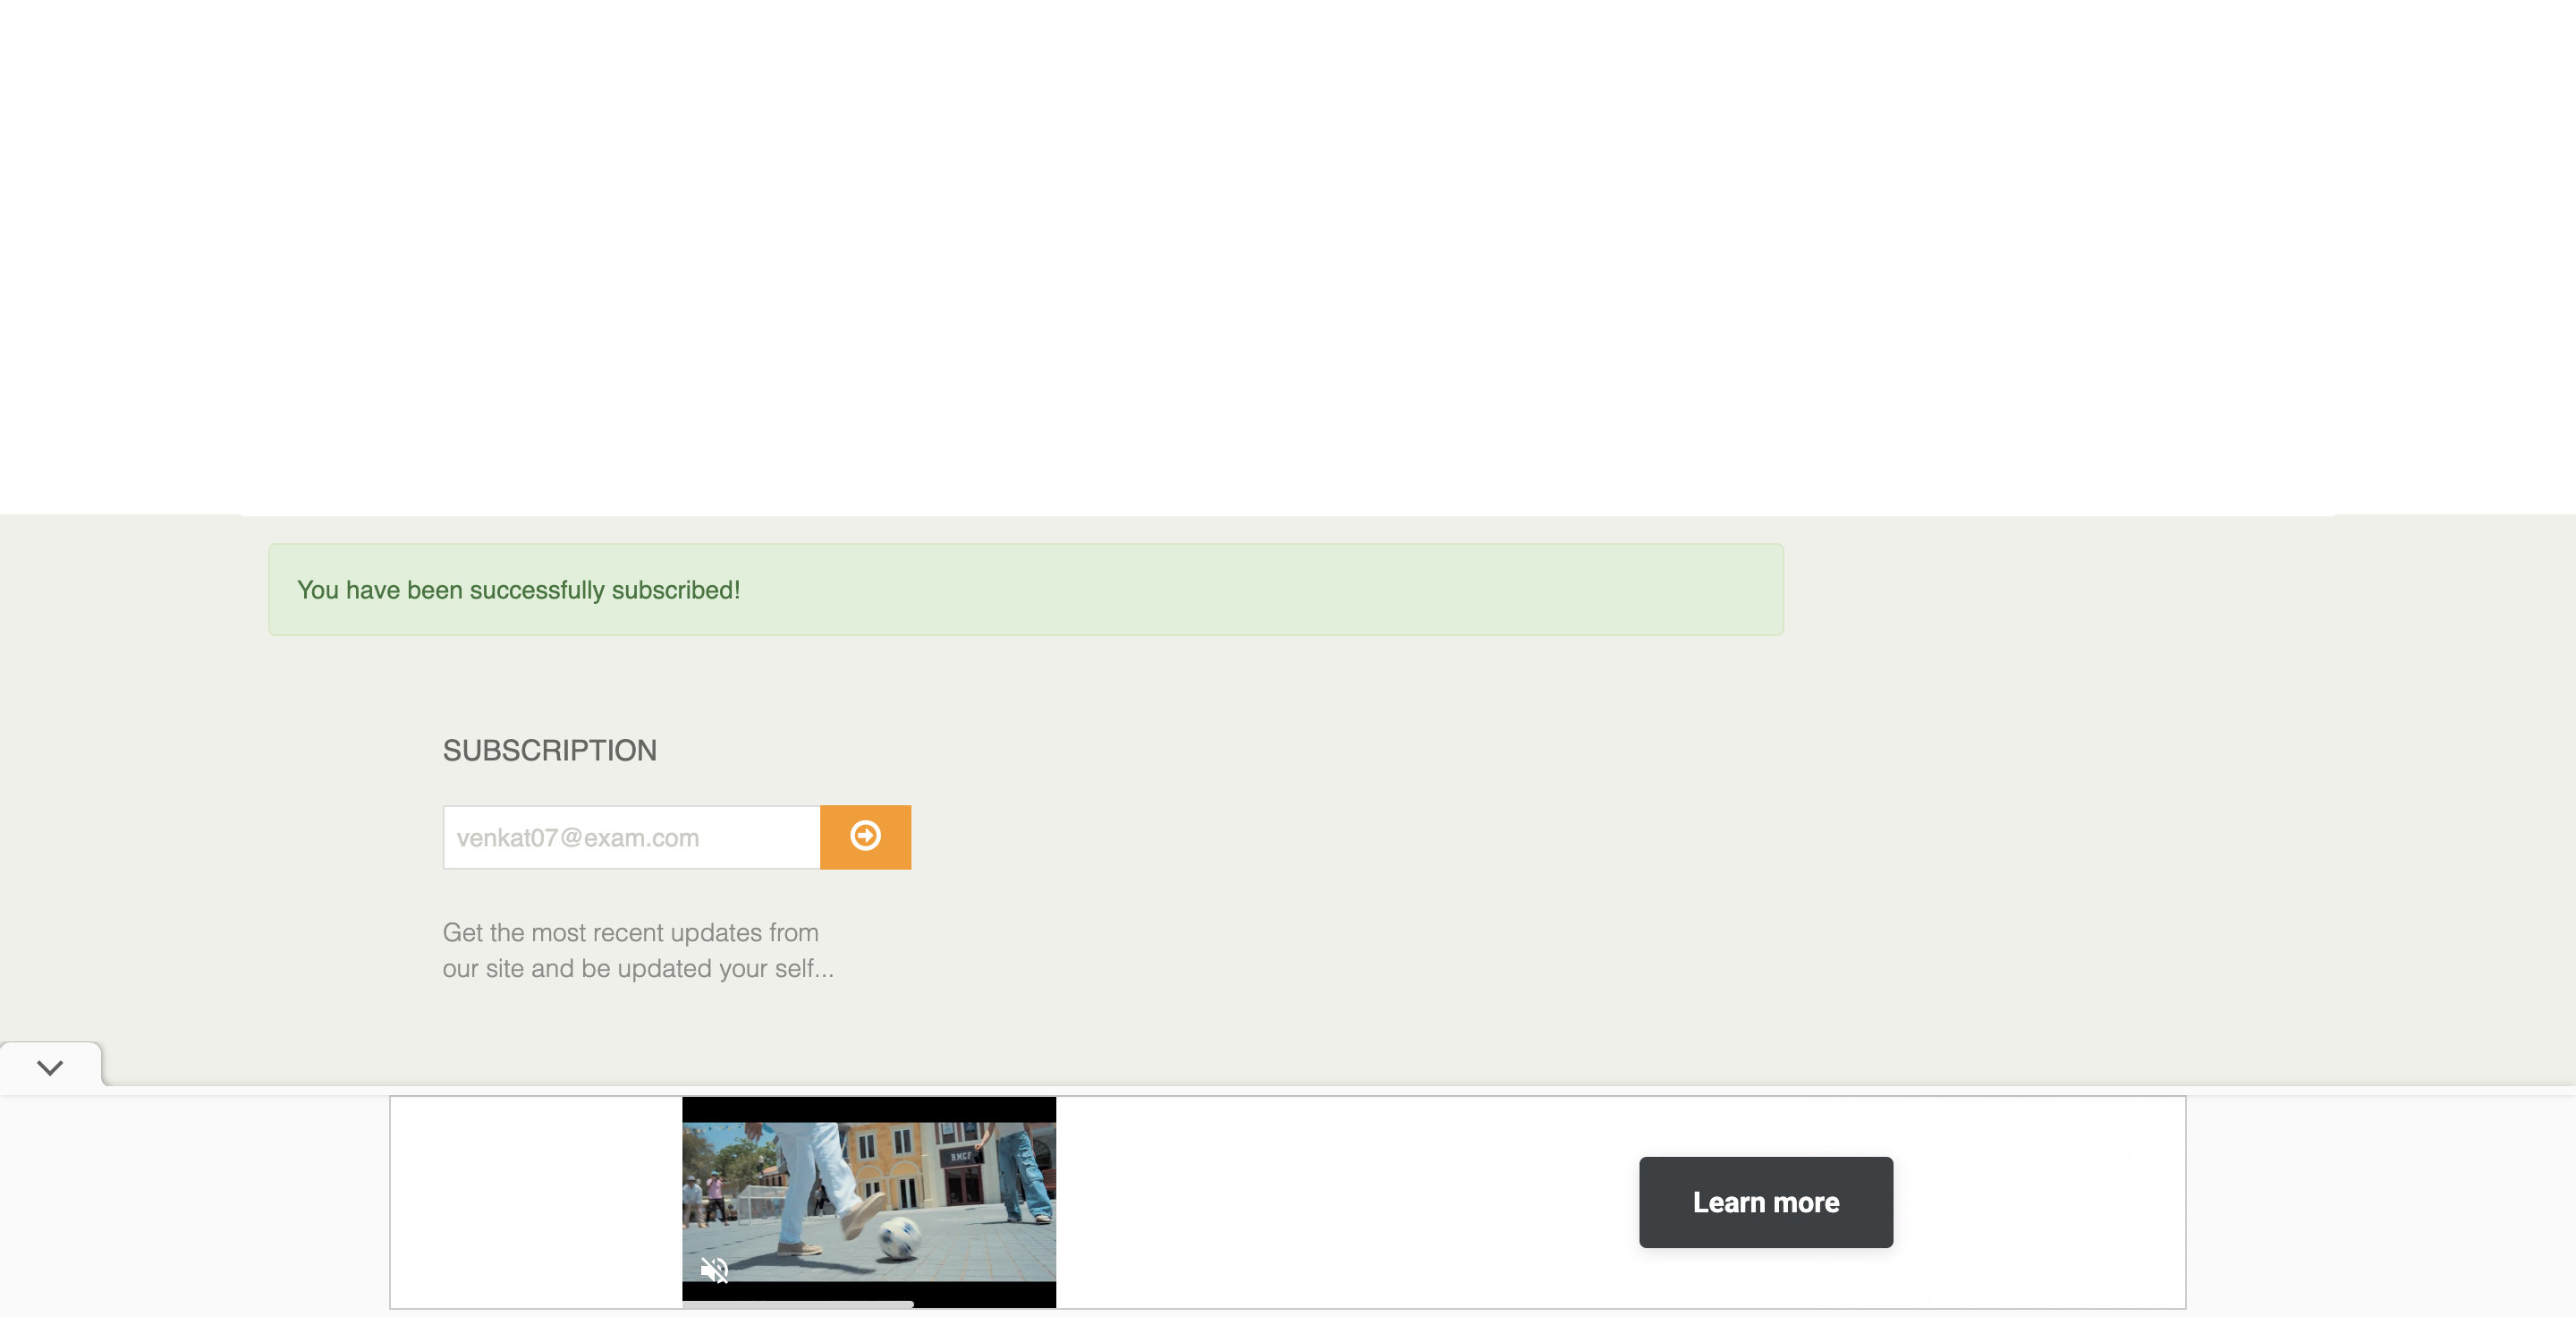 You have been successfully subscribed!
SUBSCRIPTION
venkat07@exam.com
Get the most recent updates from
our site and be updated your self...
RMCF
Learn more